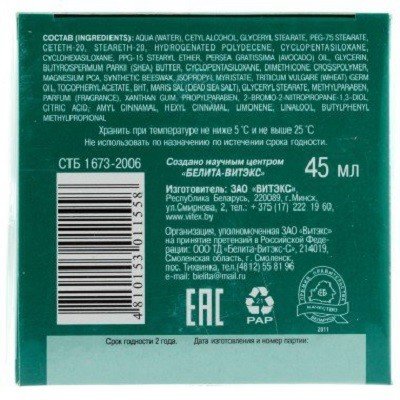 СОСТАВ (INGREDIENTS): AQUA (WATER), CETYL ALCOHOL, GLYCERYL STEARATE, PEG-75 STEARATE,
CETETH-20, STEARETH-20, HYDROGENATED POLYDECENE, CYCLOPENTASILOXANE,
CYCLOHEXASILOXANE, PPG-15 STEARYL ETHER, PERSEA GRATISSIMA (AVOCADO) OIL, GLYCERIN,
BUTYROSPERMUM PARKII (SHEA) BUTTER, CYCLOPENTASILOXANE, DIMETHICONE CROSSPOLYMER,
MAGNESIUM PCA, SYNTHETIC BEESWAX, ISOPROPYL MYRISTATE, TRITICUM VULGARE (WHEAT) GERM
OIL, TOCOPHERYL ACETATE, BHT, MARIS SAL (DEAD SEA SALT), GLYCERYL STEARATE, METHYLPARABEN,
PARFUM (FRAGRANCE), XANTHAN GUM, PROPYLPARABEN, 2-BROMO-2-NITROPROPANE-1,3-DIOL,
CITRIC ACID, AMYL CINNAMAL, HEXYL CINNAMAL, LIMONENE, LINALOOL, BUTYLPHENYL
METHYLPROPIONAL
Хранить при температуре не ниже 5°С и не выше 25°С
Не использовать по назначению по истечении срока годности.
СТБ 1673-2006
Создано научным центром
«БЕЛИТА-ВИТЭКС»
45 МЛ
Изготовитель: ЗАО «ВИТЭКС»,
Республика Беларусь, 220089, г.Минск,
ул.Смирнова, 2, тел. + 375 (17) 222 19 60,
www.vitex.by
Организация, уполномоченная ЗАО «Витэкс»
на принятие претензий в Российской Феде-
рации: ООО ТД «Белита-Витэкс-С», 214019,
Смоленская область, г. Смоленск,
пос. Тихвинка, тел.(4812) 55 81 96
e-mail: bielita@mail.ru
4810153011558
ЕАС
21
PAP
КАЧЕСТВО
2011
Срок годности 2 года.
Дата изготовления и номер партии: